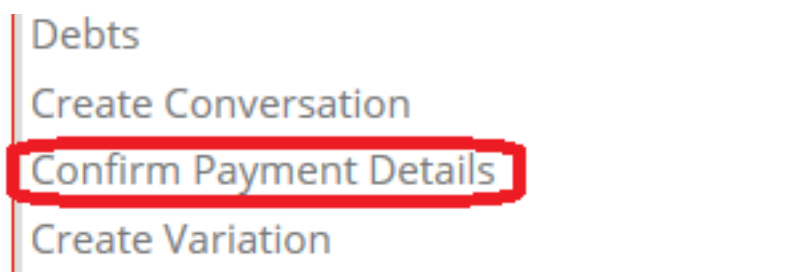 Debts
Create Conversation
Confirm Payment Details
Create Variation